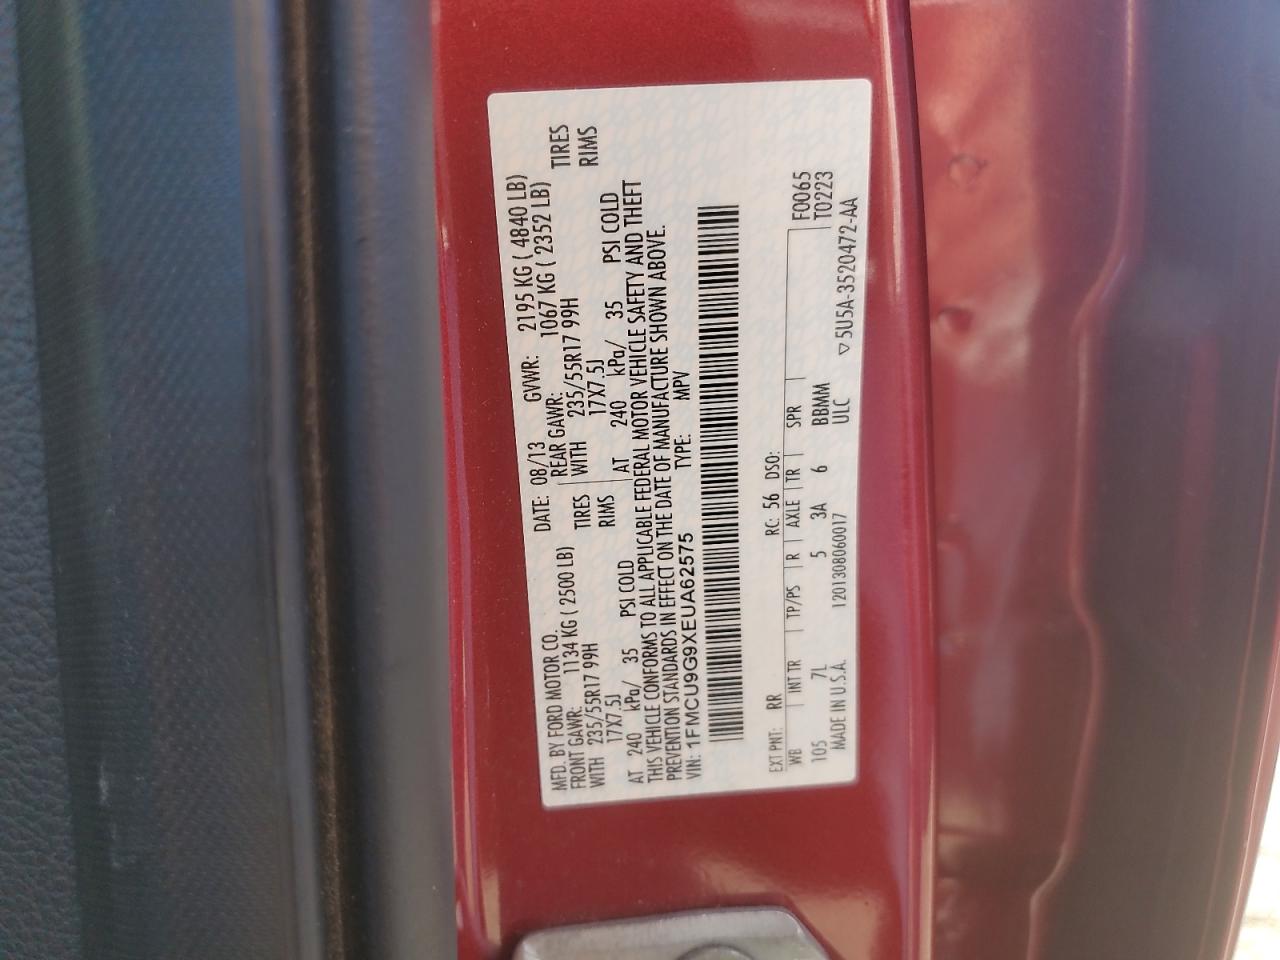 MFD. BY FORD MOTOR CO.
DATE: 08/13 GVWR: 2195 KG ( 4840 LB)
FRONT GAWR: 1134 KG ( 2500 LB)
REAR GAWR: 1067 KG ( 2352 LB)
WITH 235/55R17 99H TIRES
WITH 235/55R17 99H TIRES
17X7.5J RIMS
17X7.5J RIMS
AT 240 kPa/ 35 PSI COLD
AT 240 kPa/ 35 PSI COLD
THIS VEHICLE CONFORMS TO ALL APPLICABLE FEDERAL MOTOR VEHICLE SAFETY AND THEFT
PREVENTION STANDARDS IN EFFECT ON THE DATE OF MANUFACTURE SHOWN ABOVE.
VIN: 1FMCU9G9XEUA62575 TYPE: MPV
EXT PNT: RR RC: 56 DSO:
WB INT TR TP/PS R AXLE TR SPR F0065
105 7L 5 3A 6 BBMM T0223
MADE IN U.S.A. 1201308060017 ULC
▽5U5A-3520472-AA